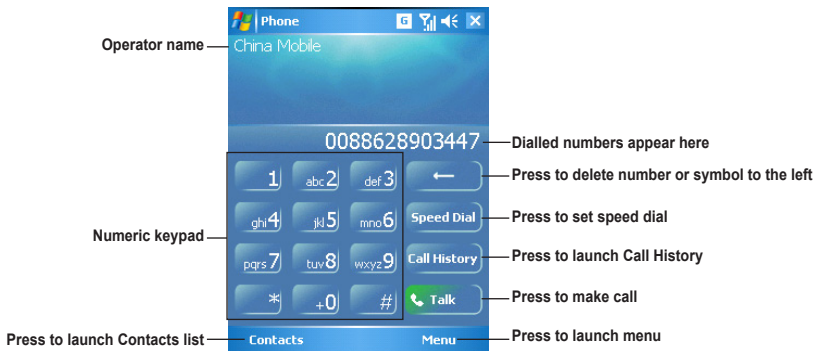 Phone
G
Operator name
China Mobile
0088628903447
Dialled numbers appear here
1 abc2 def3
Press to delete number or symbol to the left
ghi4 jkl5 mno6 Speed Dial
Press to set speed dial
Numeric keypad
pqrs7 tuv8 wxyz9 Call History
Press to launch Call History
* +0 # Talk
Press to make call
Press to launch Contacts list
Contacts Menu
Press to launch menu